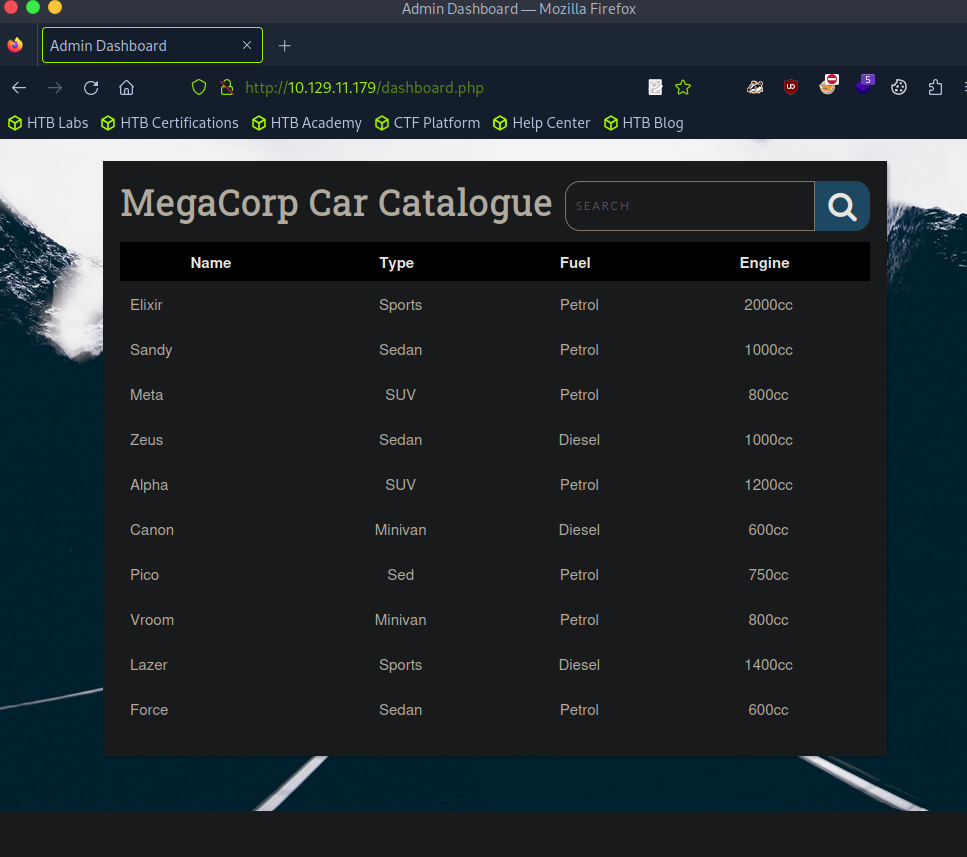 Admin Dashboard — Mozilla Firefox
Admin Dashboard
http://10.129.11.179/dashboard.php
5
HTB Labs HTB Certifications HTB Academy CTF Platform Help Center HTB Blog
MegaCorp Car Catalogue SEARCH
Name Type Fuel Engine
Elixir Sports Petrol 2000cc
Sandy Sedan Petrol 1000cc
Meta SUV Petrol 800cc
Zeus Sedan Diesel 1000cc
Alpha SUV Petrol 1200cc
Canon Minivan Diesel 600cc
Pico Sed Petrol 750cc
Vroom Minivan Petrol 800cc
Lazer Sports Diesel 1400cc
Force Sedan Petrol 600cc